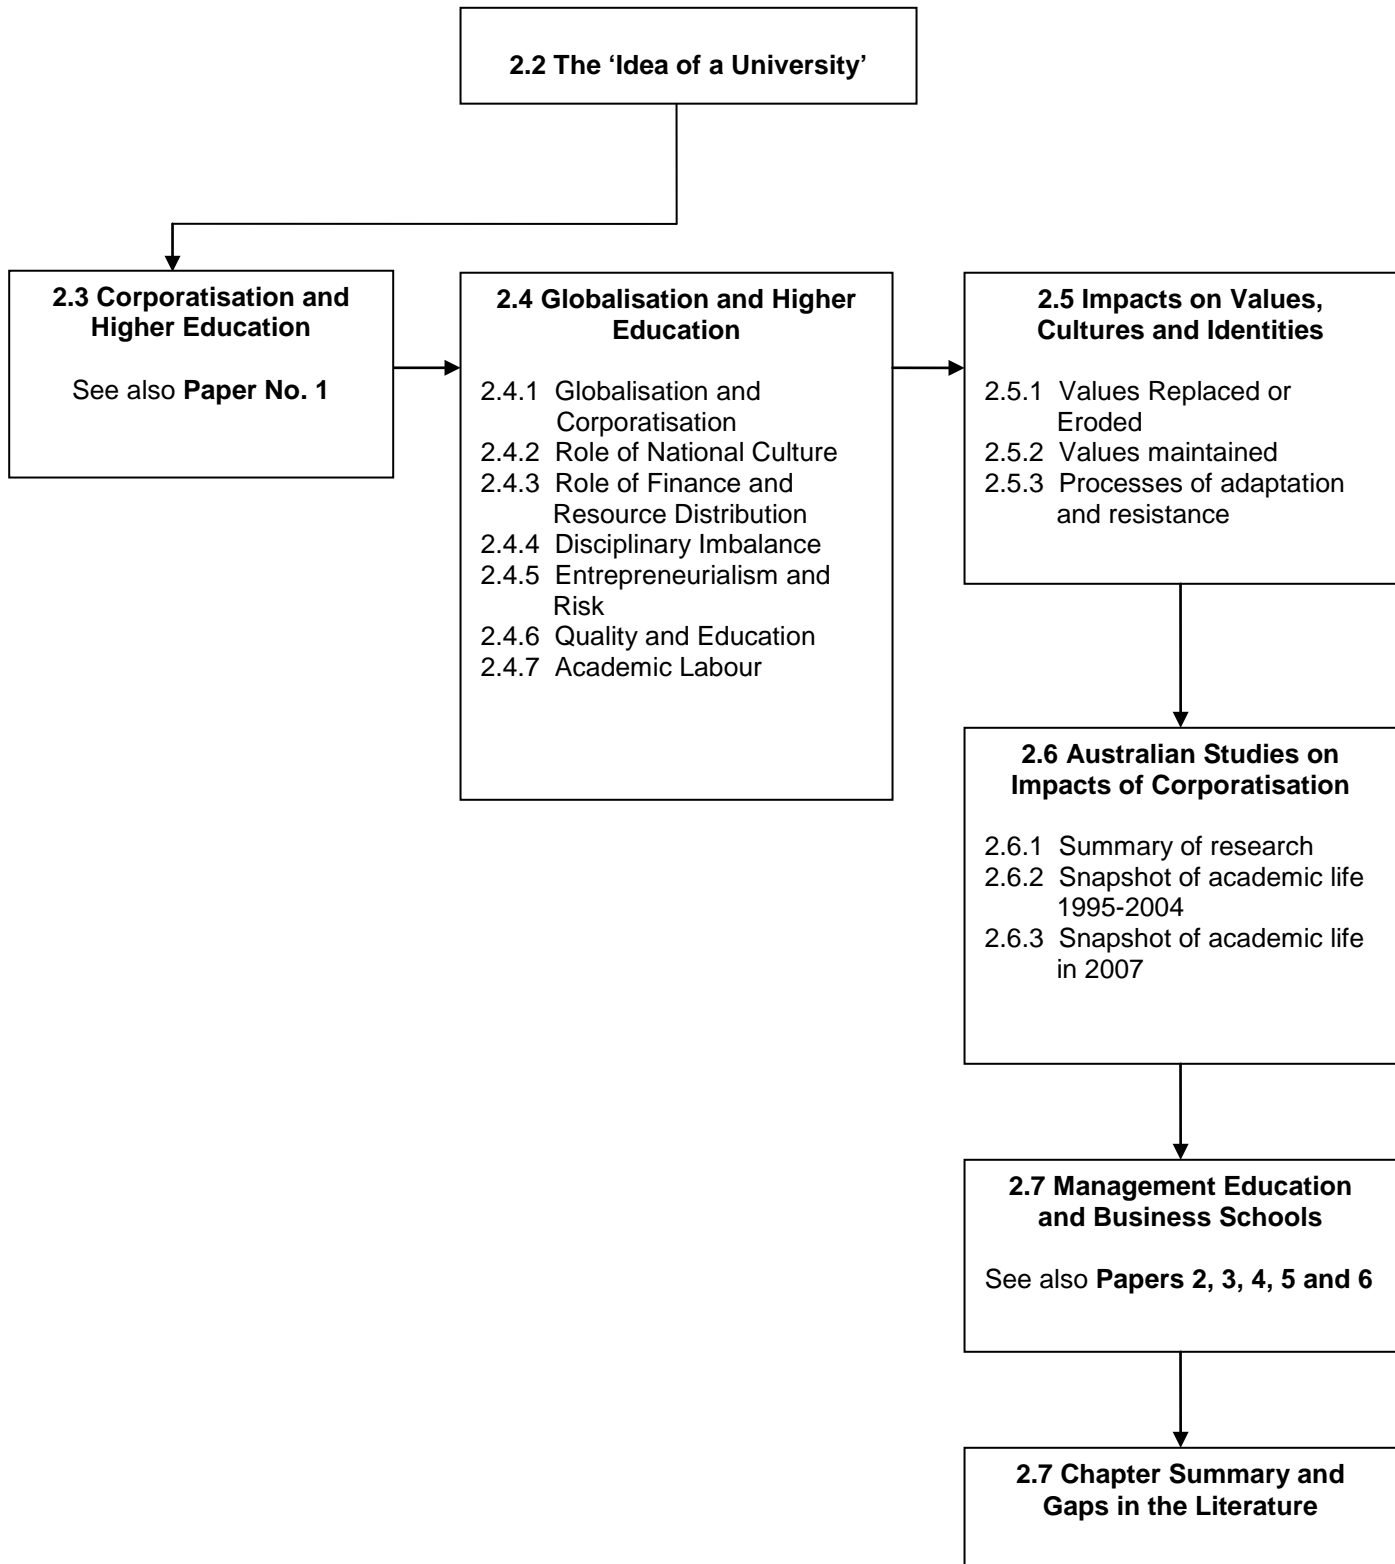 2.2 The ‘Idea of a University’
2.3 Corporatisation and
Higher Education
See also Paper No. 1
2.4 Globalisation and Higher
Education
2.4.1 Globalisation and
Corporatisation
2.4.2 Role of National Culture
2.4.3 Role of Finance and
Resource Distribution
2.4.4 Disciplinary Imbalance
2.4.5 Entrepreneurialism and
Risk
2.4.6 Quality and Education
2.4.7 Academic Labour
2.5 Impacts on Values,
Cultures and Identities
2.5.1 Values Replaced or
Eroded
2.5.2 Values maintained
2.5.3 Processes of adaptation
and resistance
2.6 Australian Studies on
Impacts of Corporatisation
2.6.1 Summary of research
2.6.2 Snapshot of academic life
1995-2004
2.6.3 Snapshot of academic life
in 2007
2.7 Management Education
and Business Schools
See also Papers 2, 3, 4, 5 and 6
2.7 Chapter Summary and
Gaps in the Literature